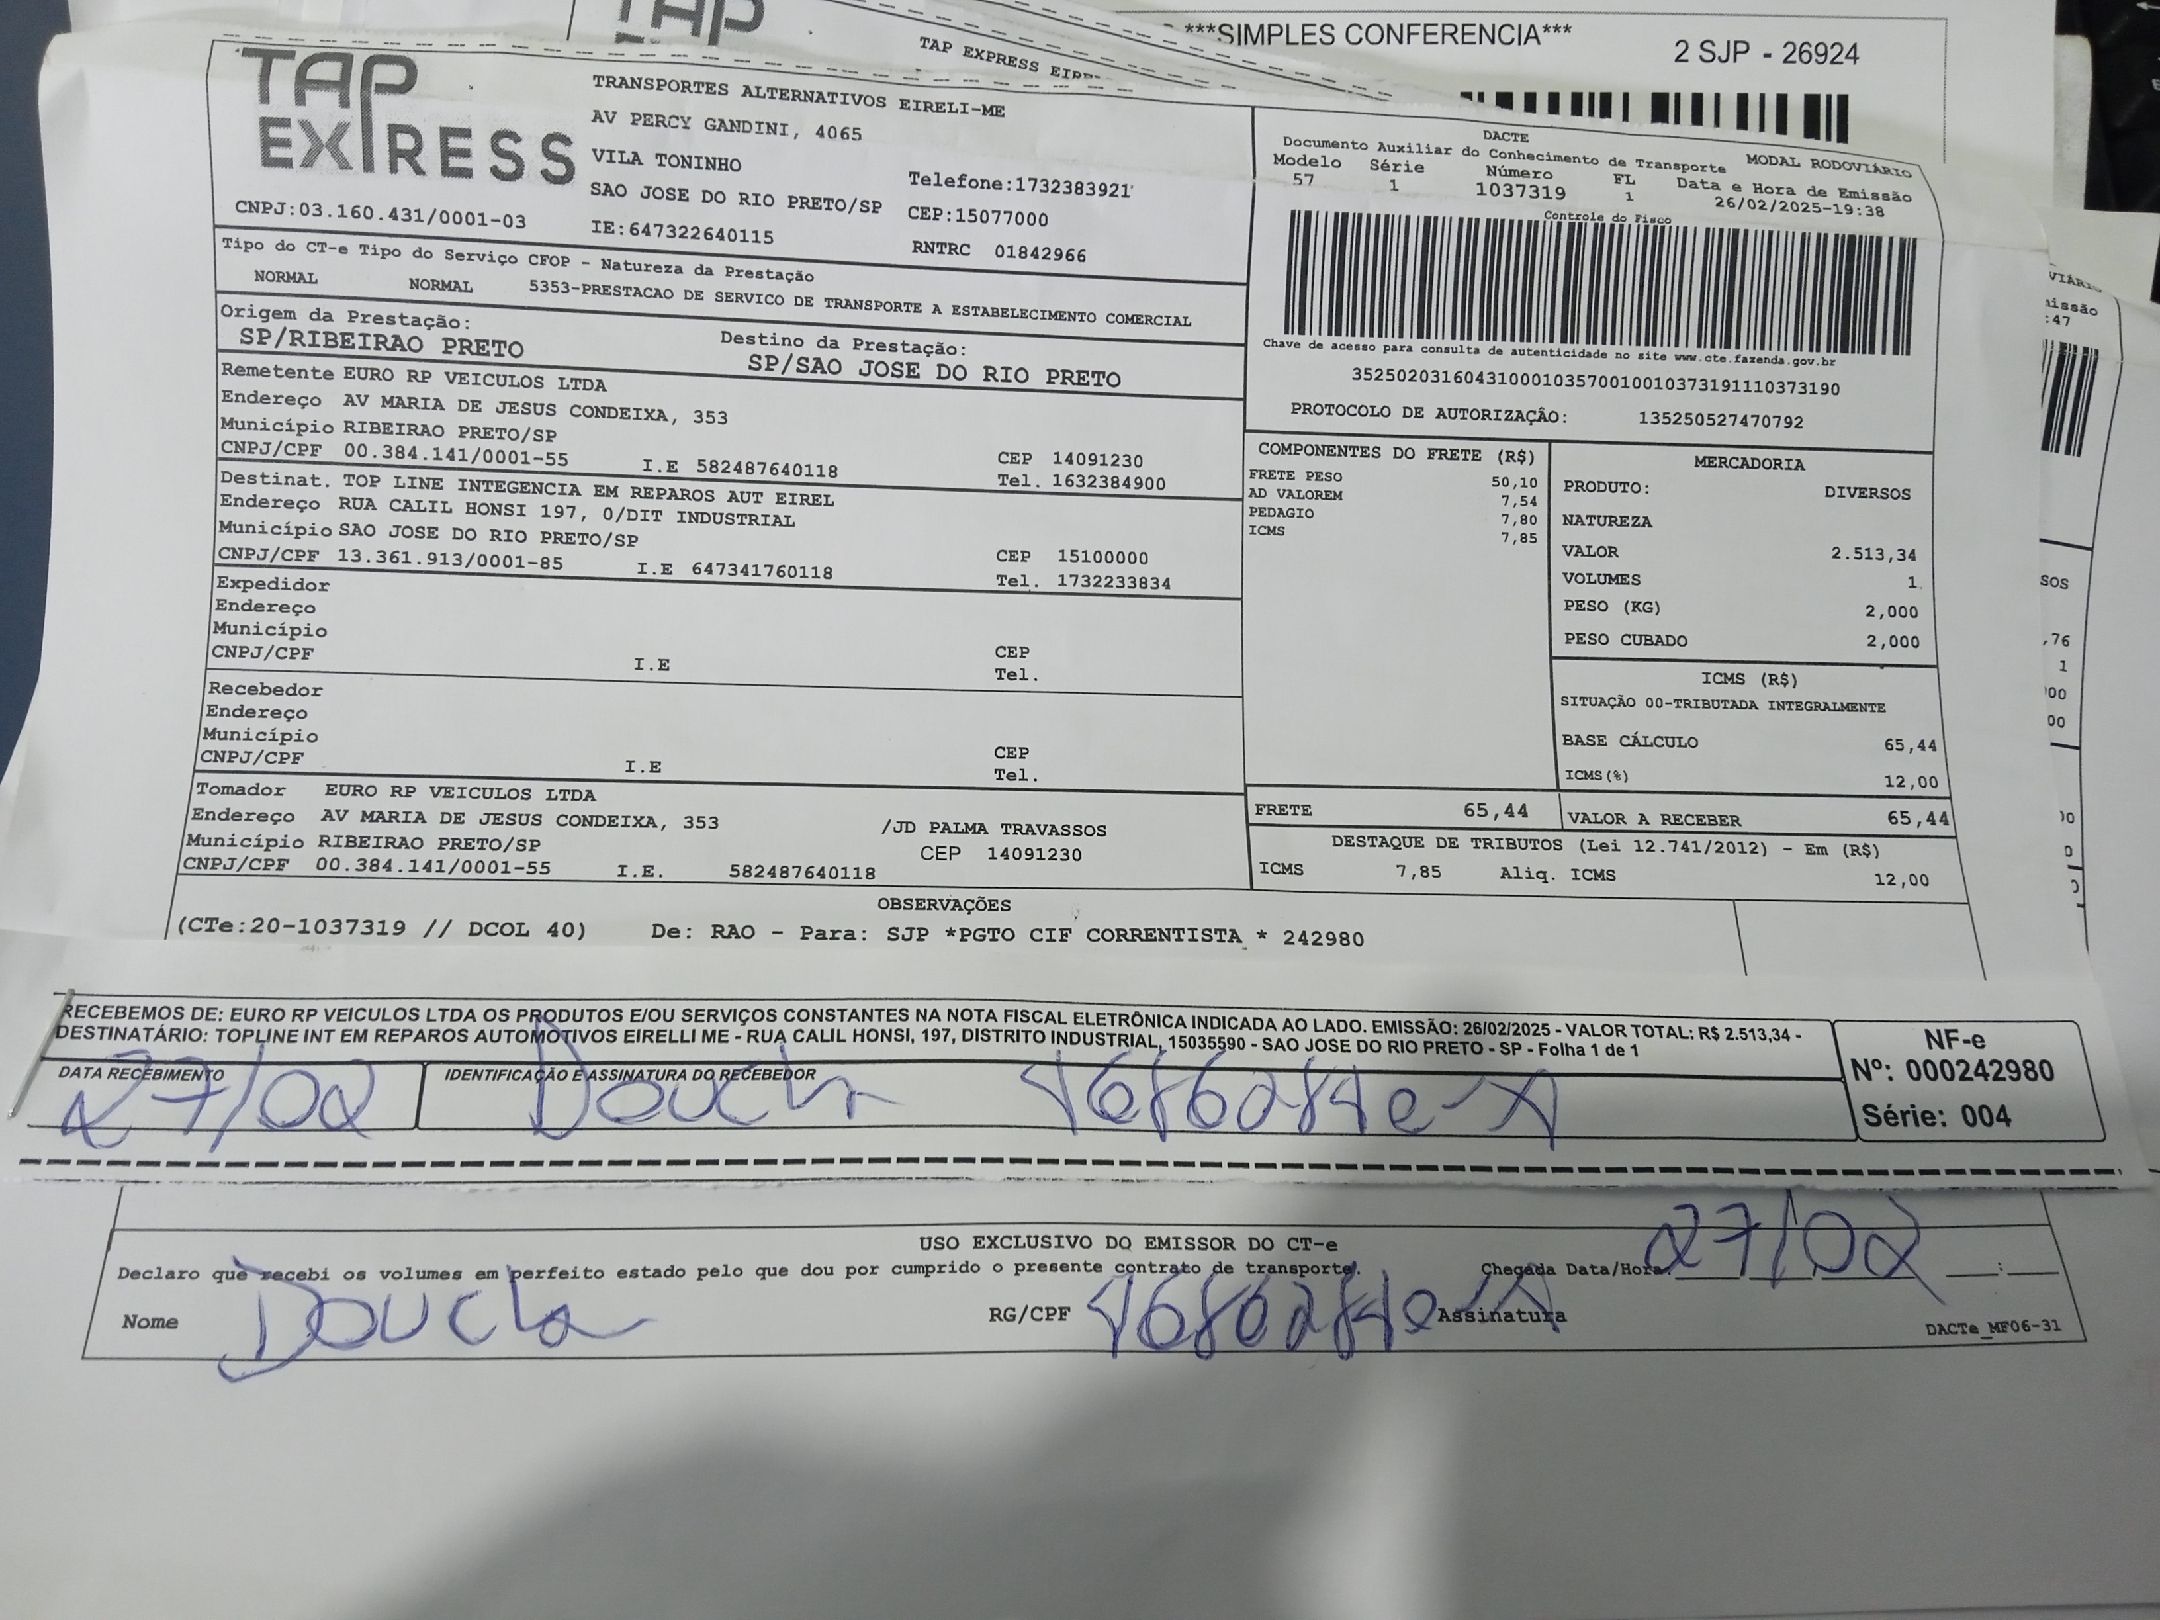 TAP
TAP EXPRESS
***SIMPLES CONFERENCIA***
2 SJP - 26924
TAP
EXPRESS
TRANSPORTES ALTERNATIVOS EIRELI-ME
AV PERCY GANDINI, 4065
VILA TONINHO
SAO JOSE DO RIO PRETO/SP
Telefone:1732383921
CEP:15077000
CNPJ:03.160.431/0001-03
IE:647322640115
RNTRC 01842966
DACTE
Documento Auxiliar do Conhecimento de Transporte MODAL RODOVIÁRIO
Modelo Série Número FL Data e Hora de Emissão
57 1 1037319 1 26/02/2025-19:38
Controle do Fisco
Chave de acesso para consulta de autenticidade no site www.cte.fazenda.gov.br
35250203160431000103570010010373191110373190
PROTOCOLO DE AUTORIZAÇÂO: 135250527470792
Tipo do CT-e Tipo do Serviço CFOP - Natureza da Prestação
NORMAL NORMAL 5353-PRESTACAO DE SERVICO DE TRANSPORTE A ESTABELECIMENTO COMERCIAL
Origem da Prestação: Destino da Prestação:
SP/RIBEIRAO PRETO SP/SAO JOSE DO RIO PRETO
Remetente EURO RP VEICULOS LTDA
Endereço AV MARIA DE JESUS CONDEIXA, 353
Município RIBEIRAO PRETO/SP CEP 14091230
CNPJ/CPF 00.384.141/0001-55 I.E 582487640118 Tel. 1632384900
Destinat. TOP LINE INTEGENCIA EM REPAROS AUT EIREL
Endereço RUA CALIL HONSI 197, 0/DIT INDUSTRIAL
Município SAO JOSE DO RIO PRETO/SP CEP 15100000
CNPJ/CPF 13.361.913/0001-85 I.E 647341760118 Tel. 1732233834
Expedidor
Endereço
Município CEP
CNPJ/CPF I.E Tel.
Recebedor
Endereço
Município CEP
CNPJ/CPF I.E Tel.
Tomador EURO RP VEICULOS LTDA
Endereço AV MARIA DE JESUS CONDEIXA, 353 /JD PALMA TRAVASSOS
Município RIBEIRAO PRETO/SP CEP 14091230
CNPJ/CPF 00.384.141/0001-55 I.E. 582487640118
COMPONENTES DO FRETE (R$)
FRETE PESO 50,10
AD VALOREM 7,54
PEDAGIO 7,80
ICMS 7,85
MERCADORIA
PRODUTO: DIVERSOS
NATUREZA
VALOR 2.513,34
VOLUMES 1
PESO (KG) 2,000
PESO CUBADO 2,000
ICMS (R$)
SITUAÇÃO 00-TRIBUTADA INTEGRALMENTE
BASE CÁLCULO 65,44
ICMS(%) 12,00
FRETE 65,44 VALOR A RECEBER 65,44
DESTAQUE DE TRIBUTOS (Lei 12.741/2012) - Em (R$)
ICMS 7,85 Aliq. ICMS 12,00
OBSERVAÇÕES
(CTe:20-1037319 // DCOL 40) De: RAO - Para: SJP *PGTO CIF CORRENTISTA * 242980
RECEBEMOS DE: EURO RP VEICULOS LTDA OS PRODUTOS E/OU SERVIÇOS CONSTANTES NA NOTA FISCAL ELETRÔNICA INDICADA AO LADO. EMISSÃO: 26/02/2025 - VALOR TOTAL: R$ 2.513,34 -
DESTINATÁRIO: TOPLINE INT EM REPAROS AUTOMOTIVOS EIRELLI ME - RUA CALIL HONSI, 197, DISTRITO INDUSTRIAL, 15035590 - SAO JOSE DO RIO PRETO - SP - Folha 1 de 1
DATA RECEBIMENTO IDENTIFICAÇÃO E ASSINATURA DO RECEBEDOR
27/02
NF-e
Nº: 000242980
Série: 004
USO EXCLUSIVO DO EMISSOR DO CT-e
Declaro que recebi os volumes em perfeito estado pelo que dou por cumprido o presente contrato de transporte. Chegada Data/Hora: 27/02
Nome RG/CPF Assinatura
DACTe_MF06-31